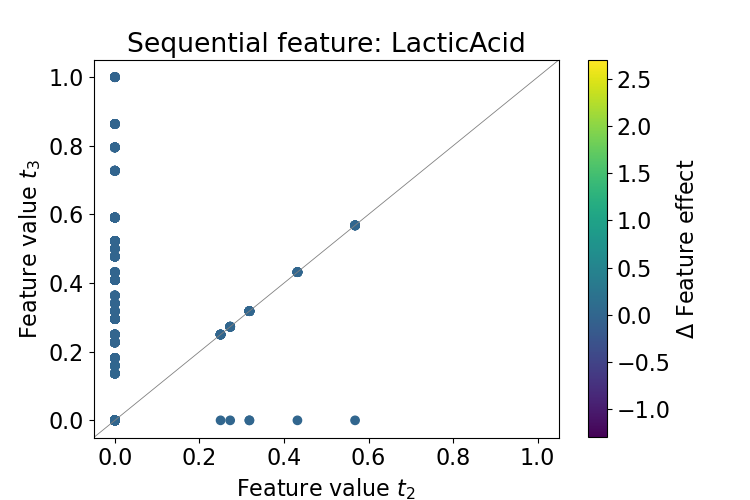 Sequential feature: LacticAcid
1.0
0.8
0.6
0.4
0.2
0.0
Feature value t₃
0.0 0.2 0.4 0.6 0.8 1.0
Feature value t₂
2.5
2.0
1.5
1.0
0.5
0.0
−0.5
−1.0
Δ Feature effect